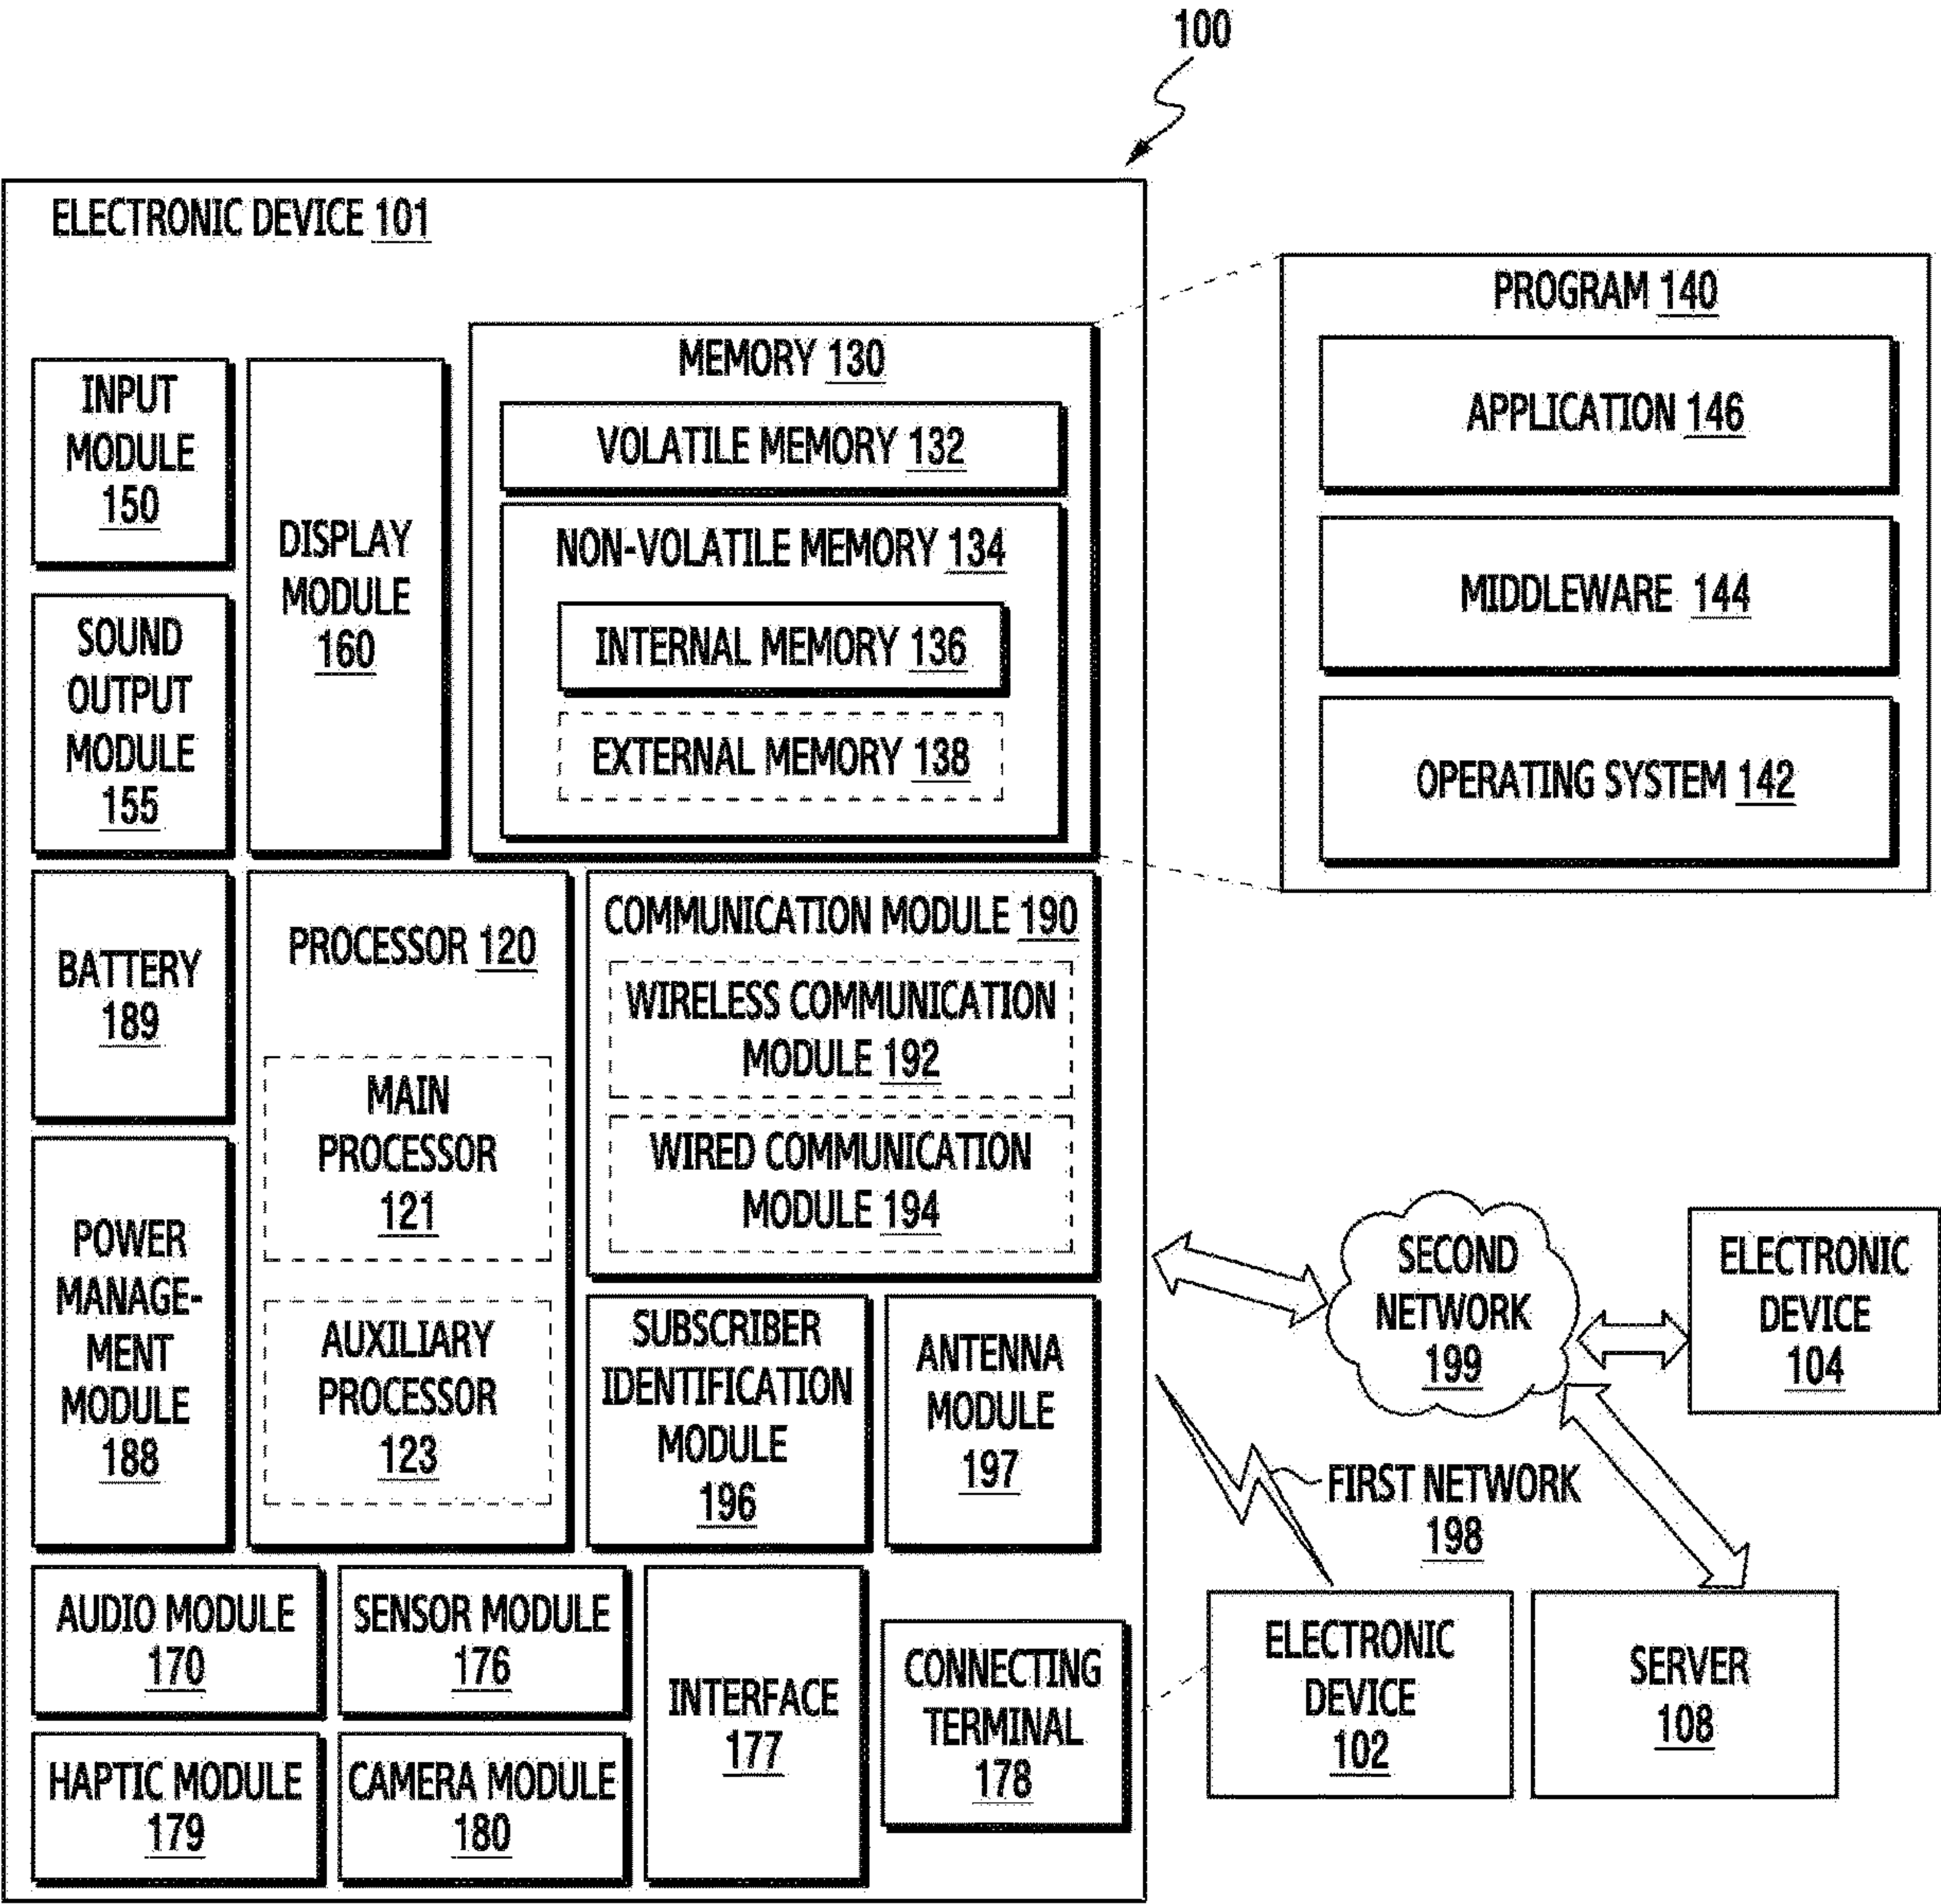 100
ELECTRONIC DEVICE 101
INPUT
MODULE
150
SOUND
OUTPUT
MODULE
155
DISPLAY
MODULE
160
MEMORY 130
VOLATILE MEMORY 132
NON-VOLATILE MEMORY 134
INTERNAL MEMORY 136
EXTERNAL MEMORY 138
PROGRAM 140
APPLICATION 146
MIDDLEWARE 144
OPERATING SYSTEM 142
BATTERY
189
POWER
MANAGE-
MENT
MODULE
188
PROCESSOR 120
MAIN
PROCESSOR
121
AUXILIARY
PROCESSOR
123
COMMUNICATION MODULE 190
WIRELESS COMMUNICATION
MODULE 192
WIRED COMMUNICATION
MODULE 194
SUBSCRIBER
IDENTIFICATION
MODULE
196
ANTENNA
MODULE
197
AUDIO MODULE
170
SENSOR MODULE
176
HAPTIC MODULE
179
CAMERA MODULE
180
INTERFACE
177
CONNECTING
TERMINAL
178
SECOND
NETWORK
199
ELECTRONIC
DEVICE
104
FIRST NETWORK
198
ELECTRONIC
DEVICE
102
SERVER
108